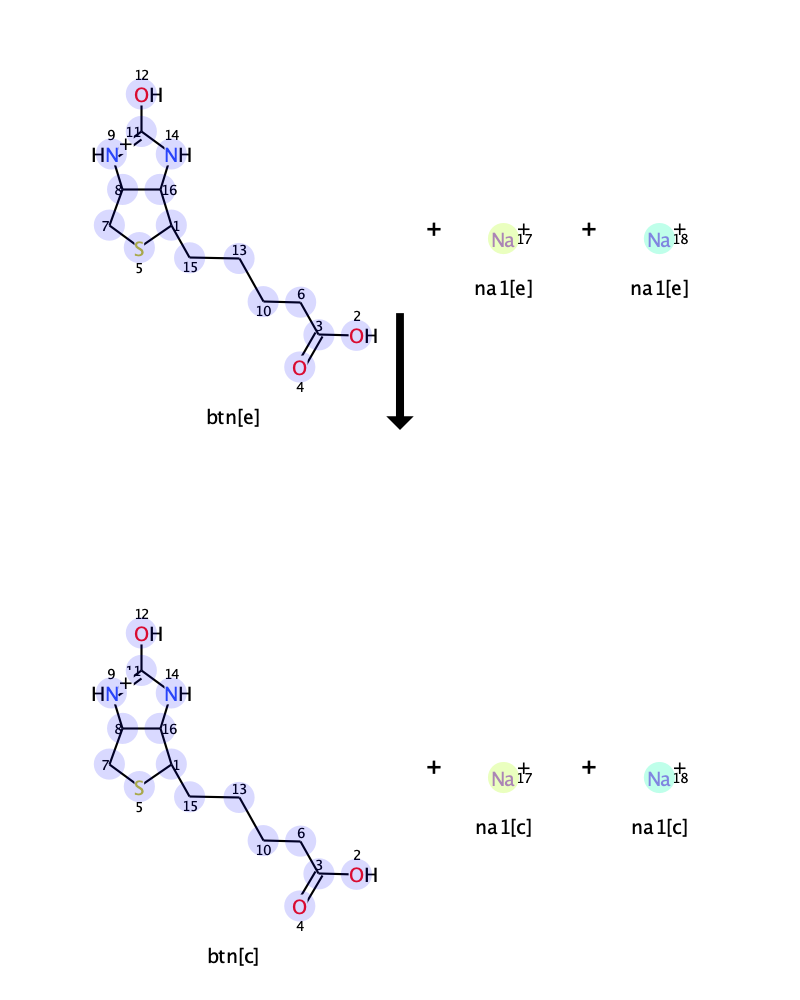 12
OH
11
9
14
+
HN
NH
8
16
7
1
S
5
15
13
10
6
3
2
OH
O
4
btn[e]
+
Na+
17
na1[e]
+
Na+
18
na1[e]
12
OH
11
9
14
+
HN
NH
8
16
7
1
S
5
15
13
10
6
3
2
OH
O
4
btn[c]
+
Na+
17
na1[c]
+
Na+
18
na1[c]